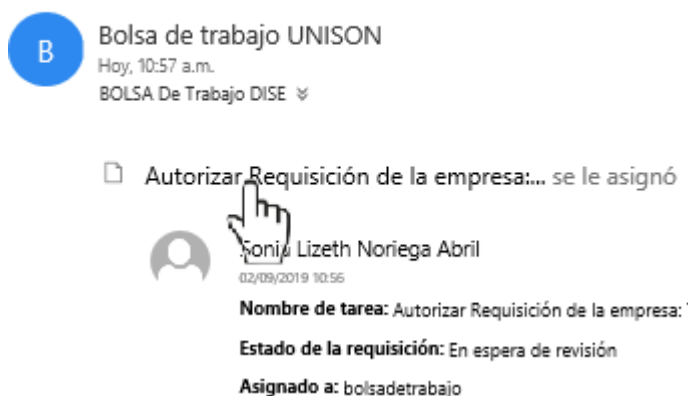 B
Bolsa de trabajo UNISON
Hoy, 10:57 a.m.
BOLSA De Trabajo DISE
Autorizar Requisición de la empresa:... se le asignó
Sonia Lizeth Noriega Abril
02/09/2019 10:56
Nombre de tarea: Autorizar Requisición de la empresa:
Estado de la requisición: En espera de revisión
Asignado a: bolsadetrabajo